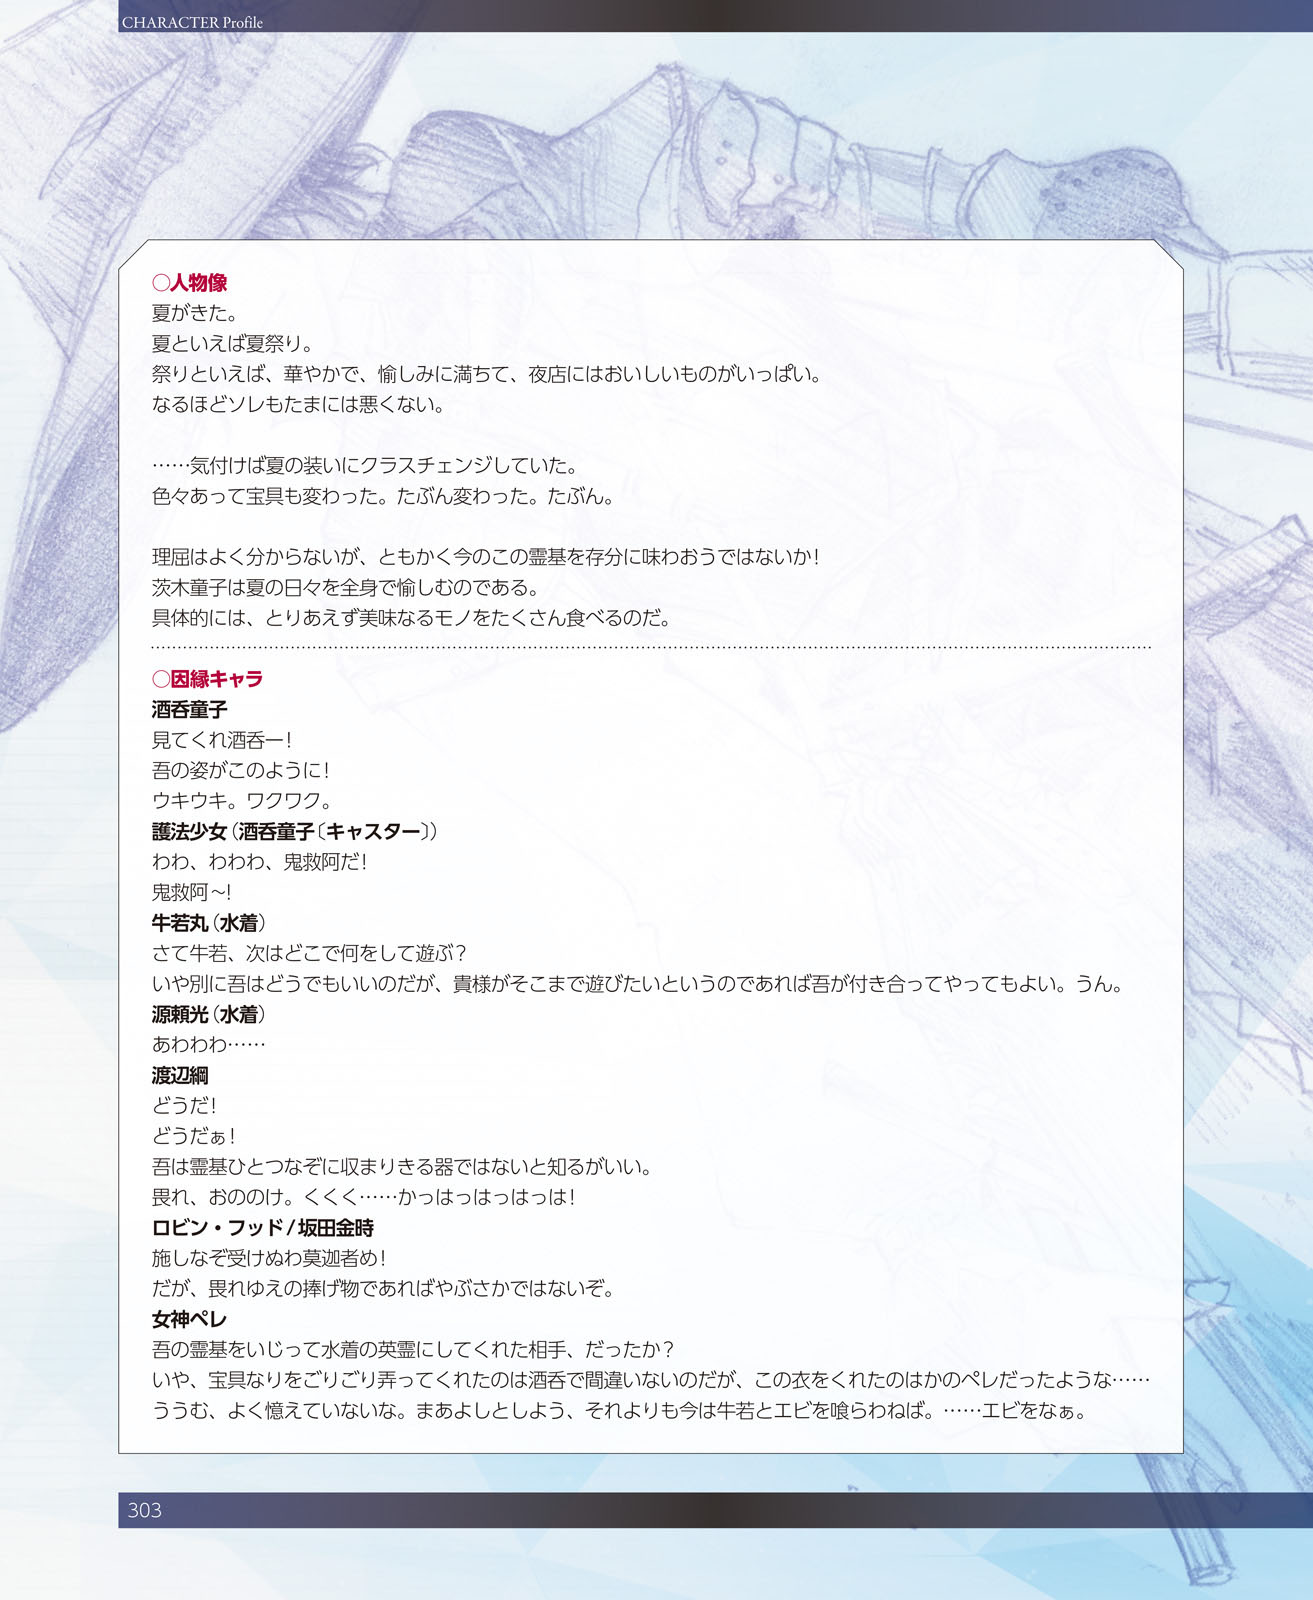 CHARACTER Profile
○人物像
夏がきた。
夏といえば夏祭り。
祭りといえば、華やかで、愉しみに満ちて、夜店にはおいしいものがいっぱい。
なるほどソレもたまには悪くない。
……気付けば夏の装いにクラスチェンジしていた。
色々あって宝具も変わった。たぶん変わった。たぶん。
理屈はよく分からないが、ともかく今のこの霊基を存分に味わおうではないか！
茨木童子は夏の日々を全身で愉しむのである。
具体的には、とりあえず美味なるモノをたくさん食べるのだ。
○因縁キャラ
酒呑童子
見てくれ酒呑ー！
吾の姿がこのように！
ウキウキ。ワクワク。
護法少女（酒呑童子〔キャスター〕）
わわ、わわわ、鬼救阿だ！
鬼救阿～！
牛若丸（水着）
さて牛若、次はどこで何をして遊ぶ？
いや別に吾はどうでもいいのだが、貴様がそこまで遊びたいというのであれば吾が付き合ってやってもよい。うん。
源頼光（水着）
あわわわ……
渡辺綱
どうだ！
どうだぁ！
吾は霊基ひとつなぞに収まりきる器ではないと知るがいい。
畏れ、おののけ。くくく……かっはっはっはっは！
ロビン・フッド/坂田金時
施しなぞ受けぬわ莫迦者め！
だが、畏れゆえの捧げ物であればやぶさかではないぞ。
女神ペレ
吾の霊基をいじって水着の英霊にしてくれた相手、だったか？
いや、宝具なりをごりごり弄ってくれたのは酒呑で間違いないのだが、この衣をくれたのはかのペレだったような……
ううむ、よく憶えていないな。まあよしとしよう、それよりも今は牛若とエビを喰らわねば。……エビをなぁ。
303